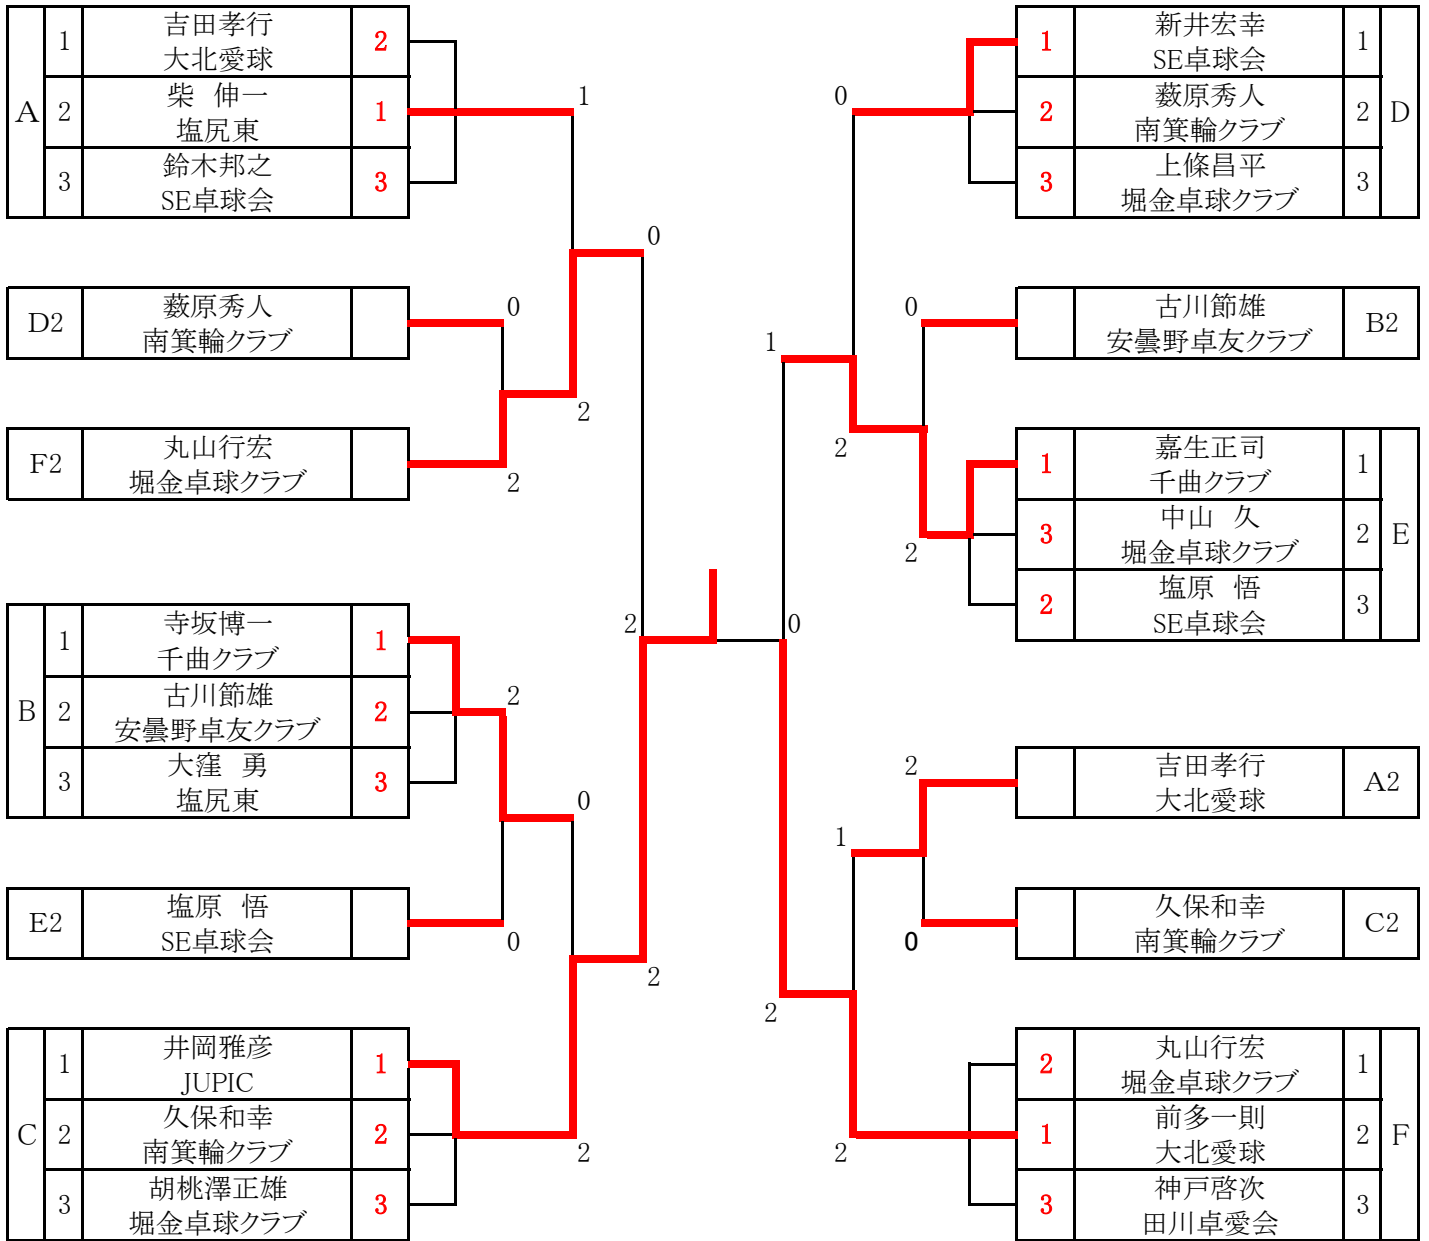 A
1
吉田孝行
大北愛球
2
2
柴　伸一
塩尻東
1
3
鈴木邦之
SE卓球会
3
1
0
D2
藪原秀人
南箕輪クラブ
0
2
F2
丸山行宏
堀金卓球クラブ
2
B
1
寺坂博一
千曲クラブ
1
2
古川節雄
安曇野卓友クラブ
2
3
大窪　勇
塩尻東
3
2
2
0
E2
塩原　悟
SE卓球会
0
2
C
1
井岡雅彦
JUPIC
1
2
久保和幸
南箕輪クラブ
2
3
胡桃澤正雄
堀金卓球クラブ
3
2
1
新井宏幸
SE卓球会
1
2
藪原秀人
南箕輪クラブ
2
3
上條昌平
堀金卓球クラブ
3
D
0
0
古川節雄
安曇野卓友クラブ
B2
1
2
1
嘉生正司
千曲クラブ
1
3
中山　久
堀金卓球クラブ
2
2
塩原　悟
SE卓球会
3
E
2
0
2
吉田孝行
大北愛球
A2
1
久保和幸
南箕輪クラブ
C2
0
2
2
丸山行宏
堀金卓球クラブ
1
1
前多一則
大北愛球
2
3
神戸啓次
田川卓愛会
3
F
2